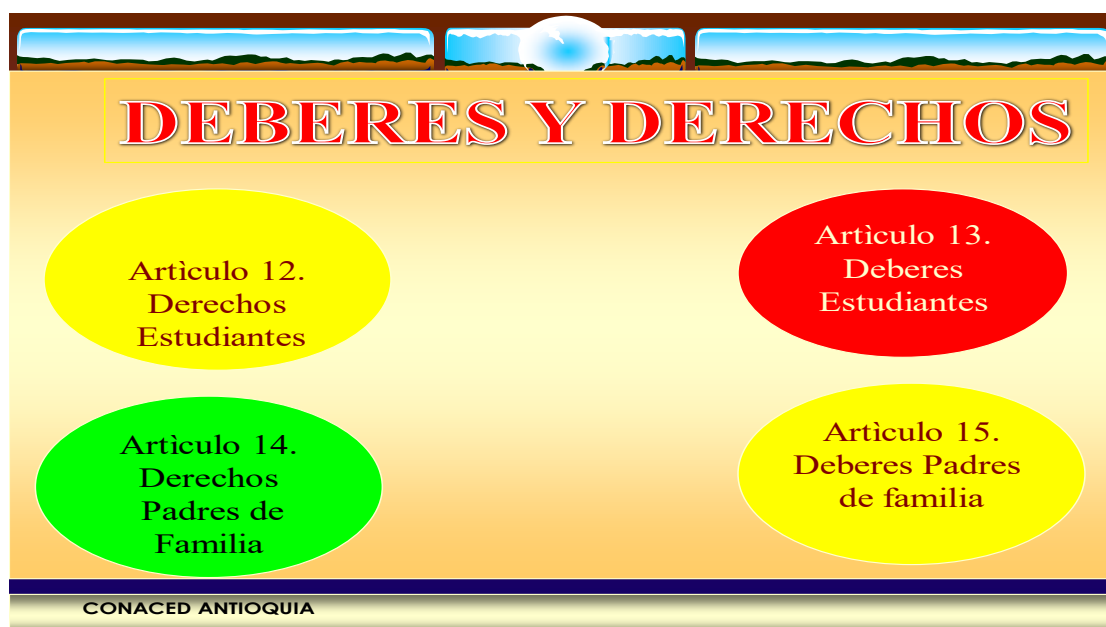 DEBERES Y DERECHOS
Artìculo 12.
Derechos
Estudiantes
Artìculo 13.
Deberes
Estudiantes
Artìculo 14.
Derechos
Padres de
Familia
Artìculo 15.
Deberes Padres
de familia
CONACED ANTIOQUIA